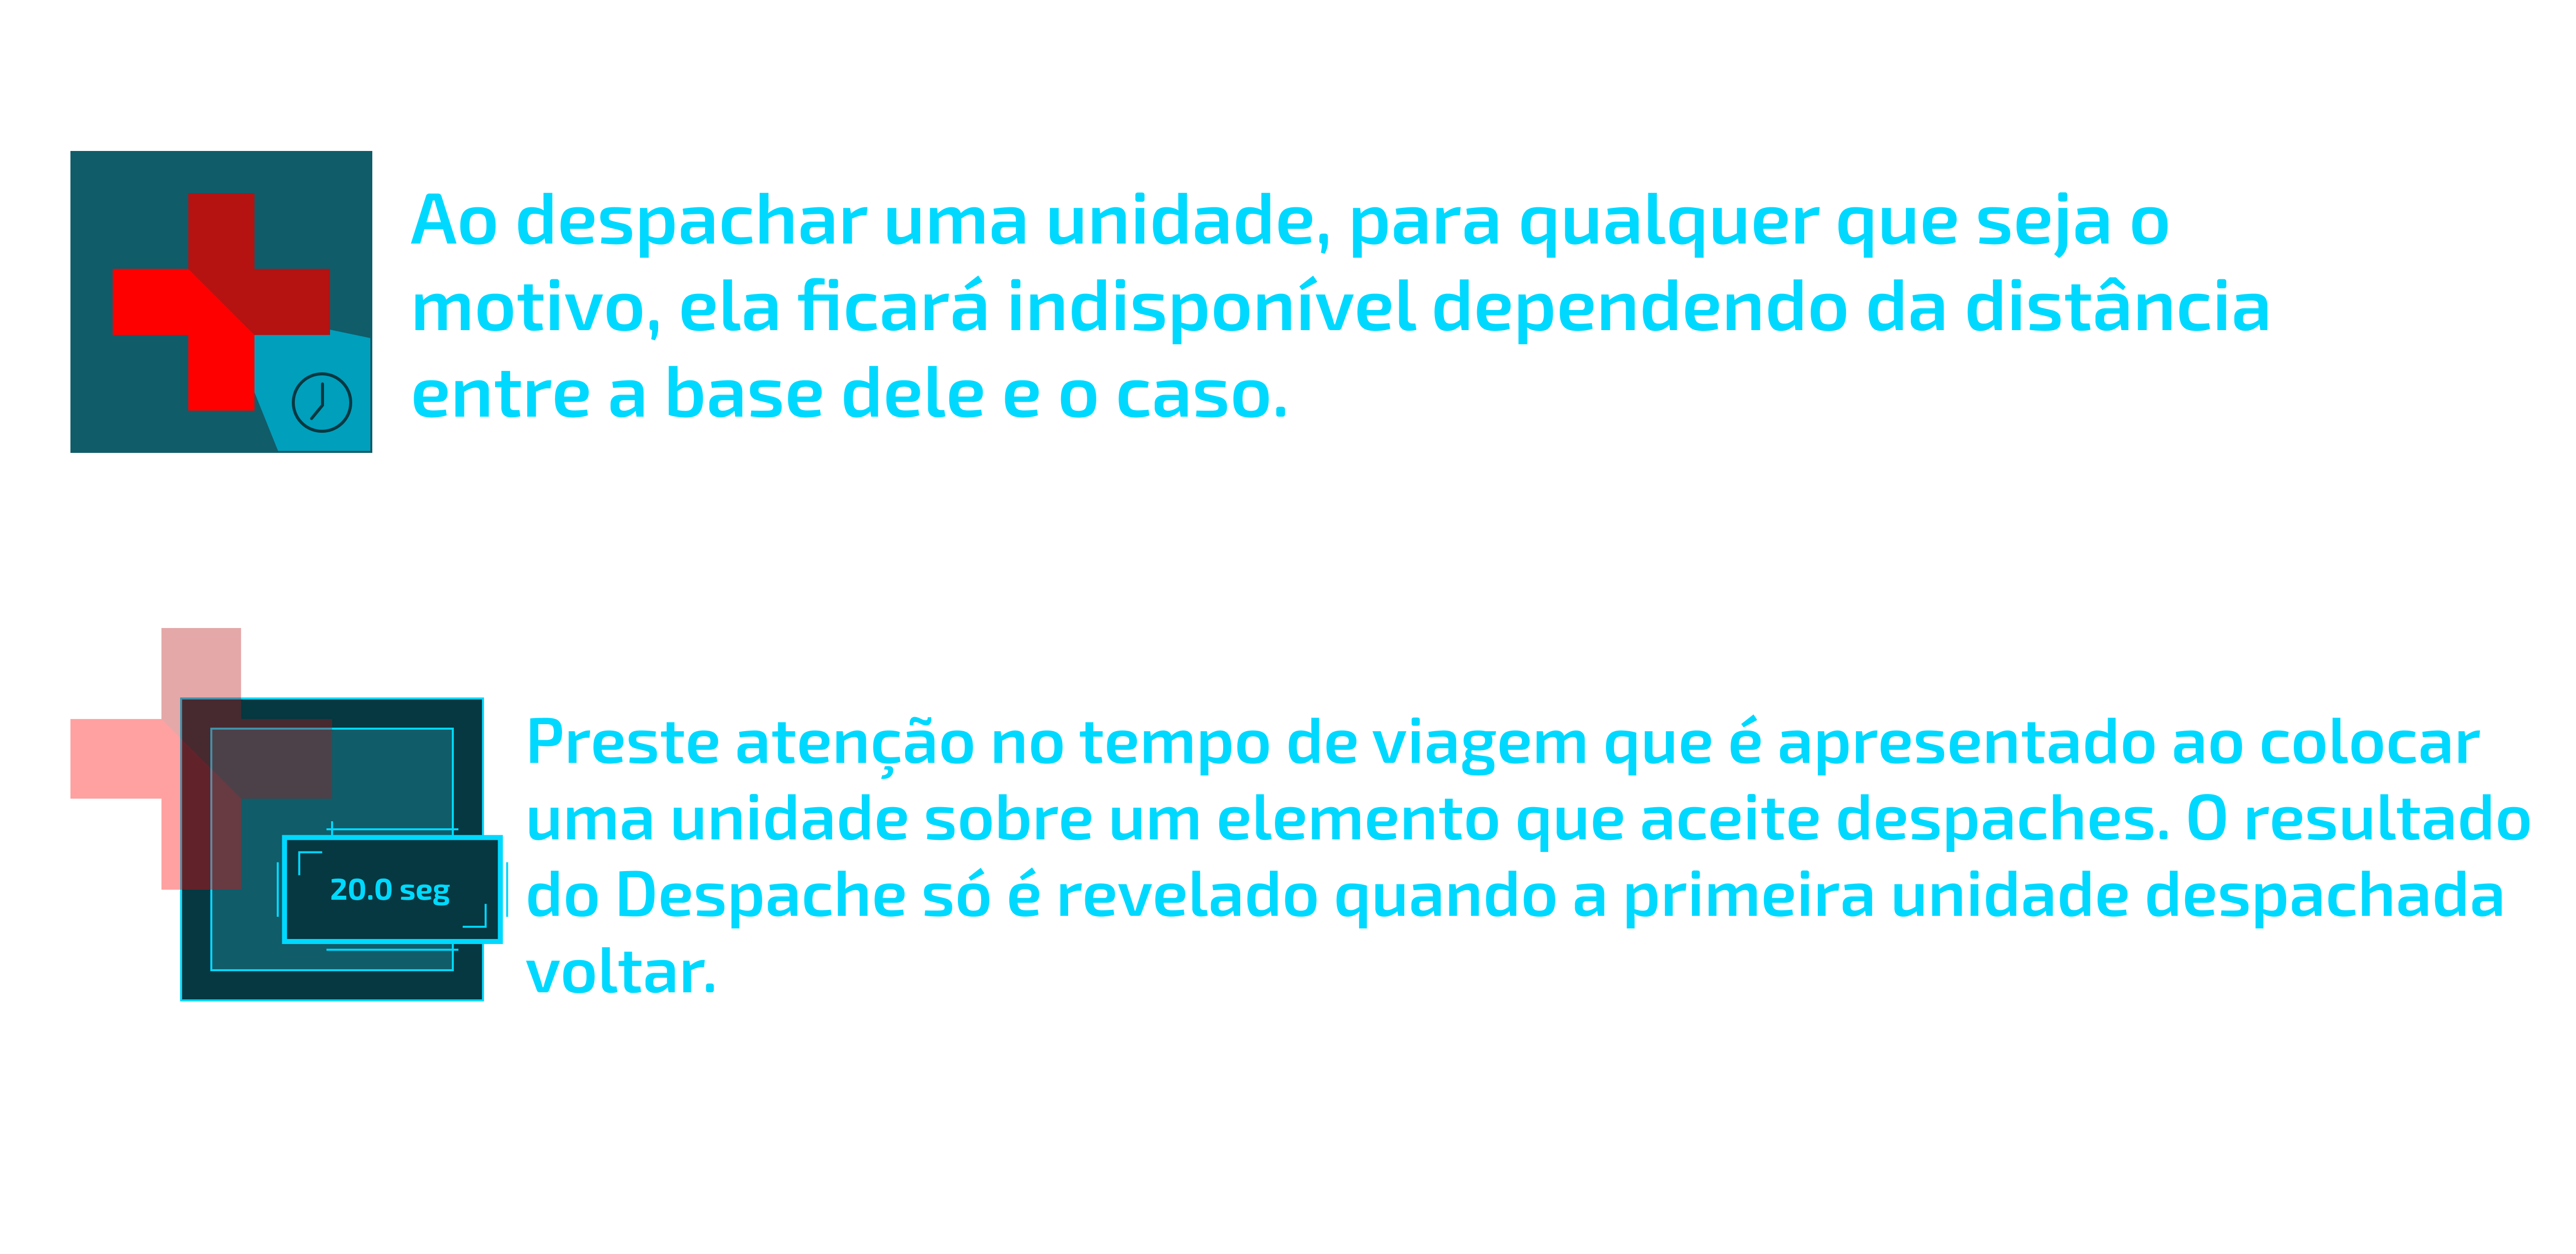 Ao despachar uma unidade, para qualquer que seja o
motivo, ela ficará indisponível dependendo da distância
entre a base dele e o caso.
Preste atenção no tempo de viagem que é apresentado ao colocar
uma unidade sobre um elemento que aceite despaches. O resultado
do Despache só é revelado quando a primeira unidade despachada
voltar.
20.0 seg